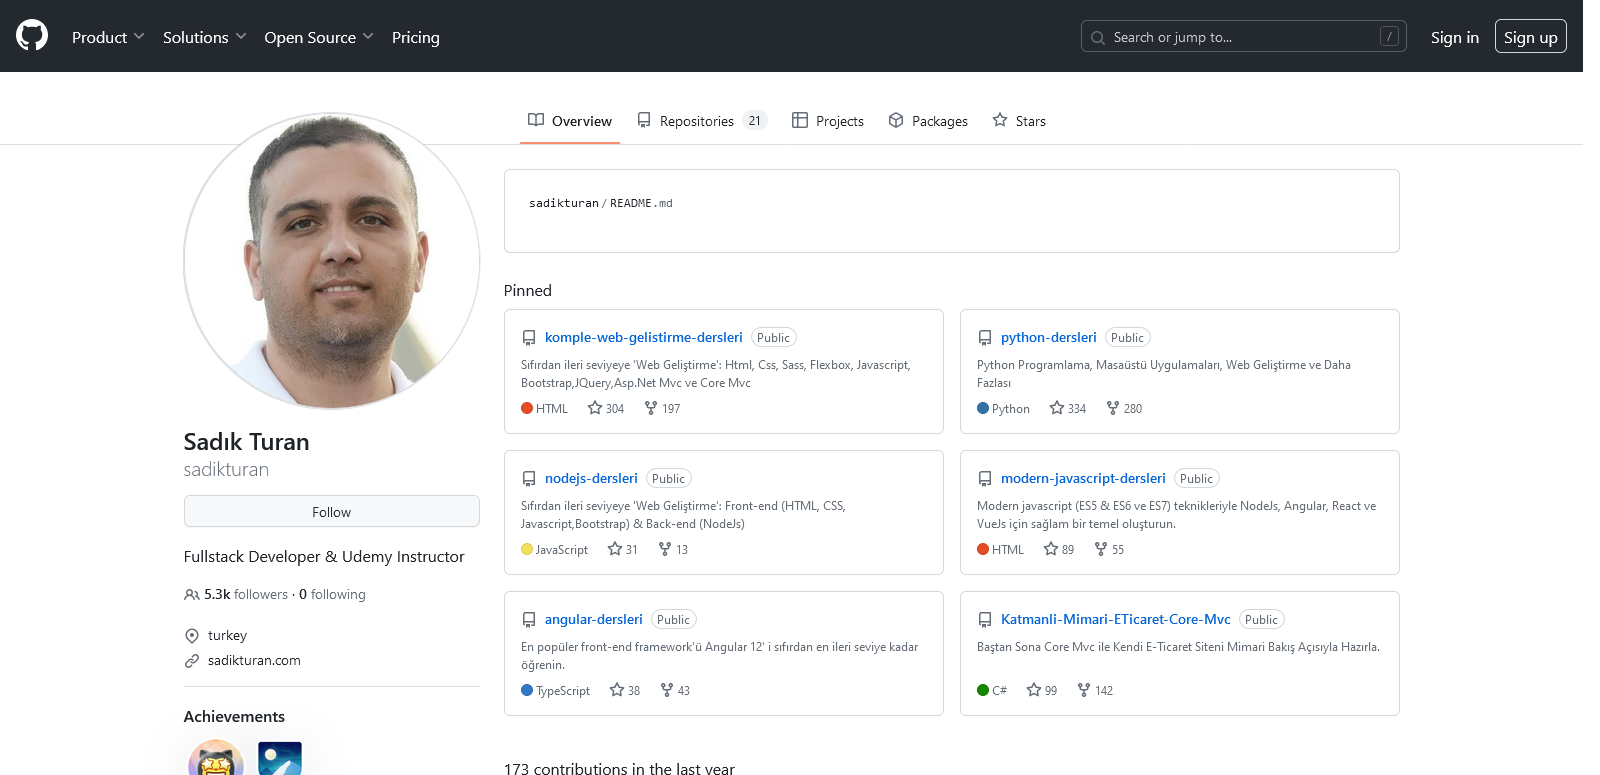 Product Solutions Open Source Pricing Search or jump to... / Sign in Sign up
Overview Repositories 21 Projects Packages Stars
sadikturan/README.md
Pinned
komple-web-gelistirme-dersleri Public
Sıfırdan ileri seviyeye 'Web Geliştirme': Html, Css, Sass, Flexbox, Javascript,
Bootstrap,JQuery,Asp.Net Mvc ve Core Mvc
HTML 304 197
python-dersleri Public
Python Programlama, Masaüstü Uygulamaları, Web Geliştirme ve Daha
Fazlası
Python 334 280
nodejs-dersleri Public
Sıfırdan ileri seviyeye 'Web Geliştirme': Front-end (HTML, CSS,
Javascript,Bootstrap) & Back-end (NodeJs)
JavaScript 31 13
modern-javascript-dersleri Public
Modern javascript (ES5 & ES6 ve ES7) teknikleriyle NodeJs, Angular, React ve
VueJs için sağlam bir temel oluşturun.
HTML 89 55
angular-dersleri Public
En popüler front-end framework'ü Angular 12' i sıfırdan en ileri seviye kadar
öğrenin.
TypeScript 38 43
Katmanli-Mimari-ETicaret-Core-Mvc Public
Baştan Sona Core Mvc ile Kendi E-Ticaret Siteni Mimari Bakış Açısıyla Hazırla.
C# 99 142
173 contributions in the last year
Sadık Turan
sadikturan
Follow
Fullstack Developer & Udemy Instructor
5.3k followers · 0 following
turkey
sadikturan.com
Achievements